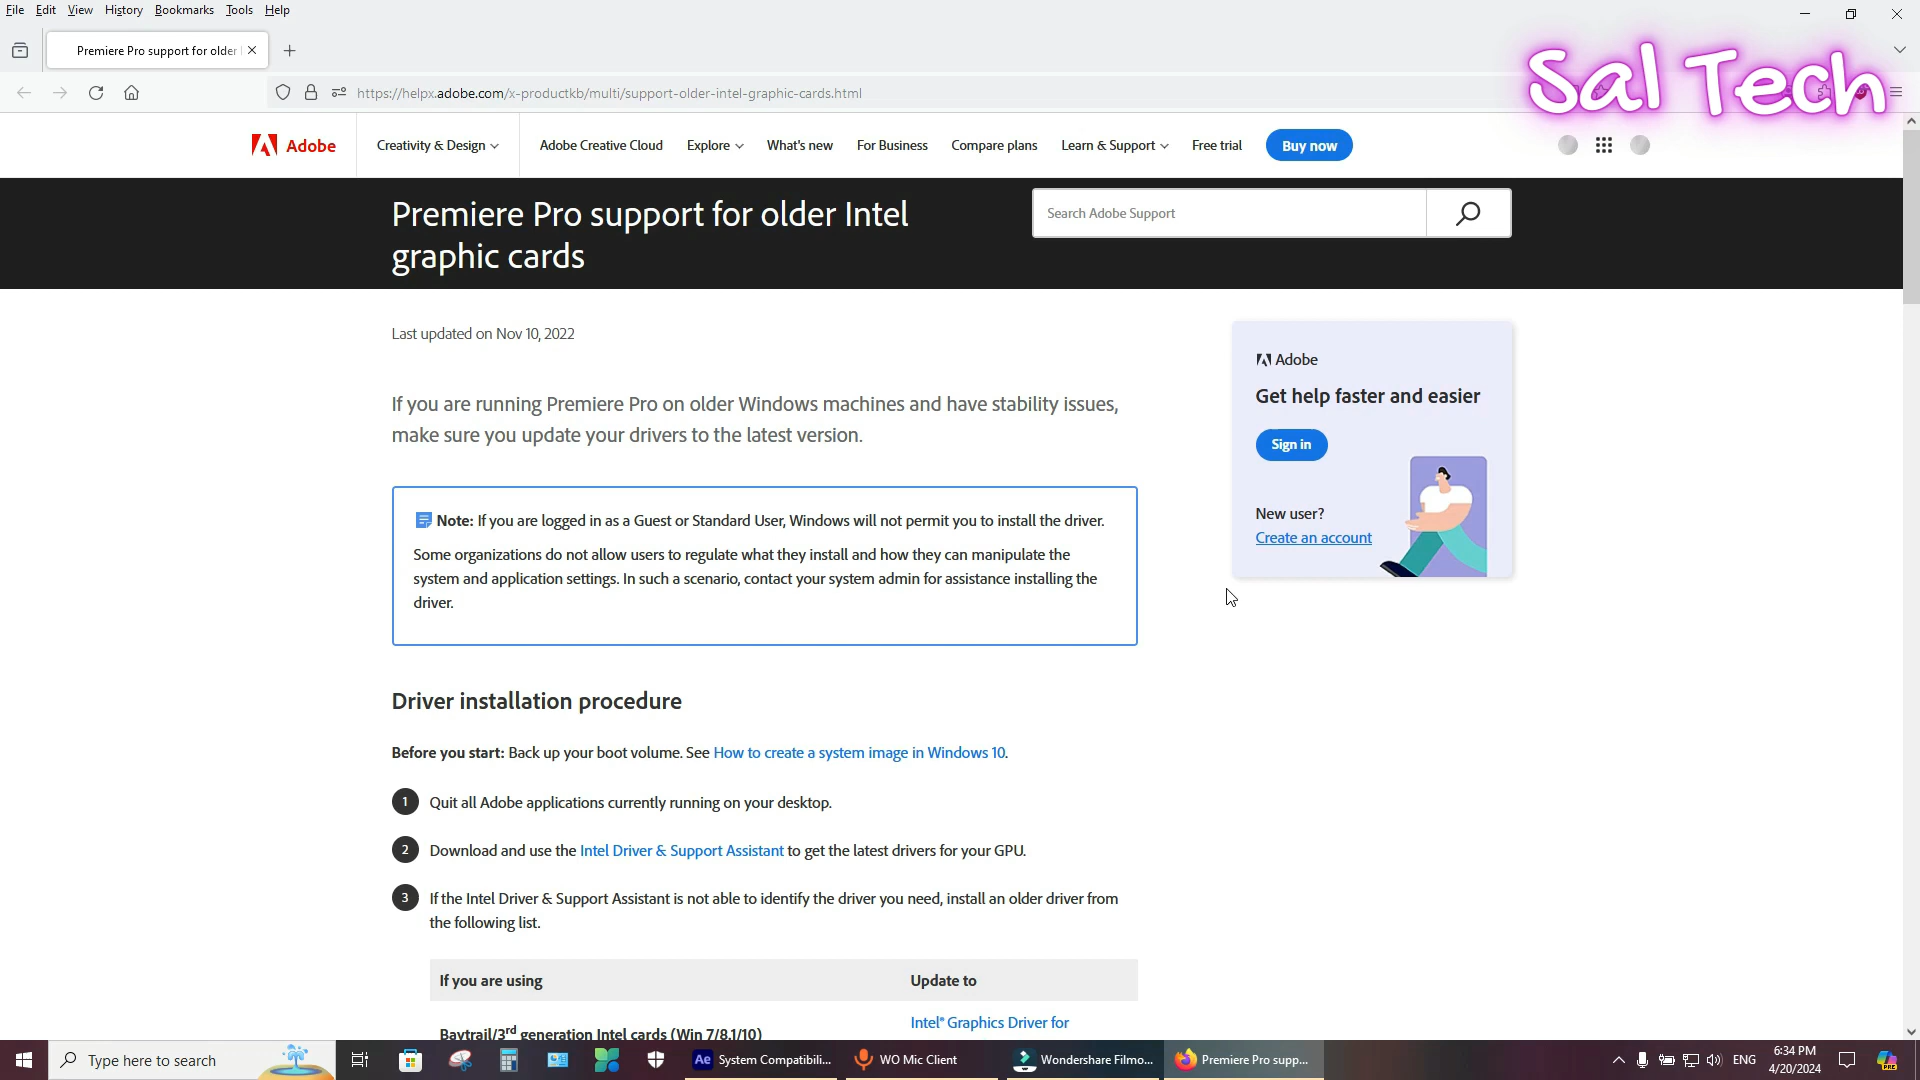 File Edit View History Bookmarks Tools Help
Premiere Pro support for older
Sal Tech
https://helpx.adobe.com/x-productkb/multi/support-older-intel-graphic-cards.html
Adobe Creativity & Design Adobe Creative Cloud Explore What's new For Business Compare plans Learn & Support Free trial Buy now
Premiere Pro support for older Intel
graphic cards
Search Adobe Support
Last updated on Nov 10, 2022
If you are running Premiere Pro on older Windows machines and have stability issues,
make sure you update your drivers to the latest version.
Adobe
Get help faster and easier
Sign in
New user?
Create an account
Note: If you are logged in as a Guest or Standard User, Windows will not permit you to install the driver.
Some organizations do not allow users to regulate what they install and how they can manipulate the
system and application settings. In such a scenario, contact your system admin for assistance installing the
driver.
Driver installation procedure
Before you start: Back up your boot volume. See How to create a system image in Windows 10.
1 Quit all Adobe applications currently running on your desktop.
2 Download and use the Intel Driver & Support Assistant to get the latest drivers for your GPU.
3 If the Intel Driver & Support Assistant is not able to identify the driver you need, install an older driver from
the following list.
If you are using Update to
Baytrail/3rd generation Intel cards (Win 7/8.1/10) Intel® Graphics Driver for
Type here to search Ae System Compatibili... WO Mic Client Wondershare Filmo... Premiere Pro supp... ENG 6:34 PM
4/20/2024
PRE